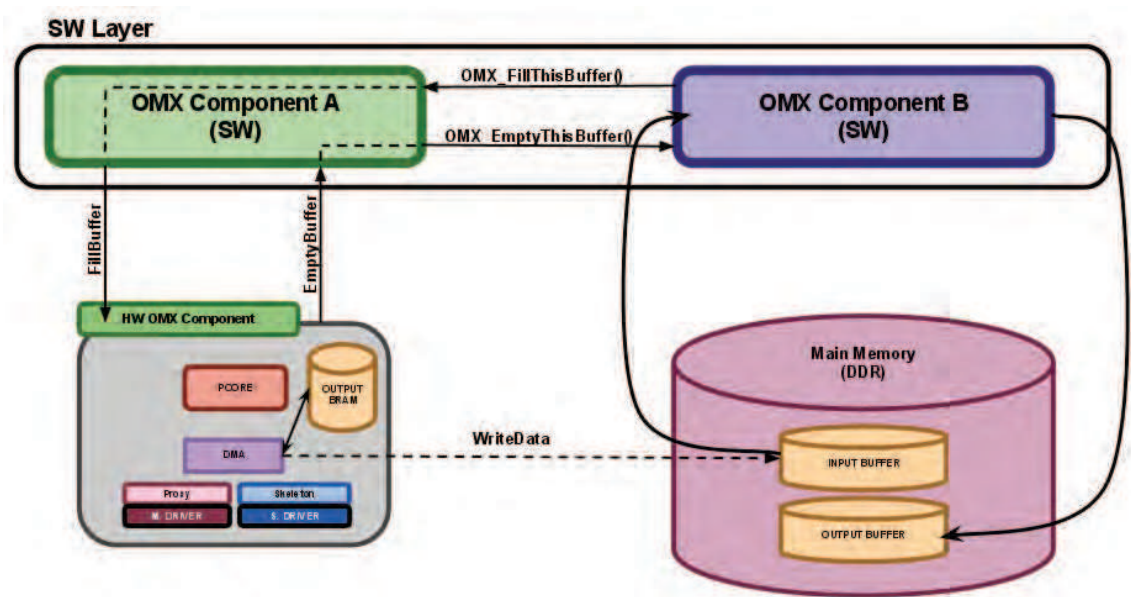 SW Layer
OMX Component A
(SW)
OMX_FillThisBuffer()
OMX_EmptyThisBuffer()
OMX Component B
(SW)
FillBuffer
EmptyBuffer
HW OMX Component
PCORE
OUTPUT
BRAM
DMA
Proxy
Skeleton
M. DRIVER
S. DRIVER
WriteData
Main Memory
(DDR)
INPUT BUFFER
OUTPUT BUFFER